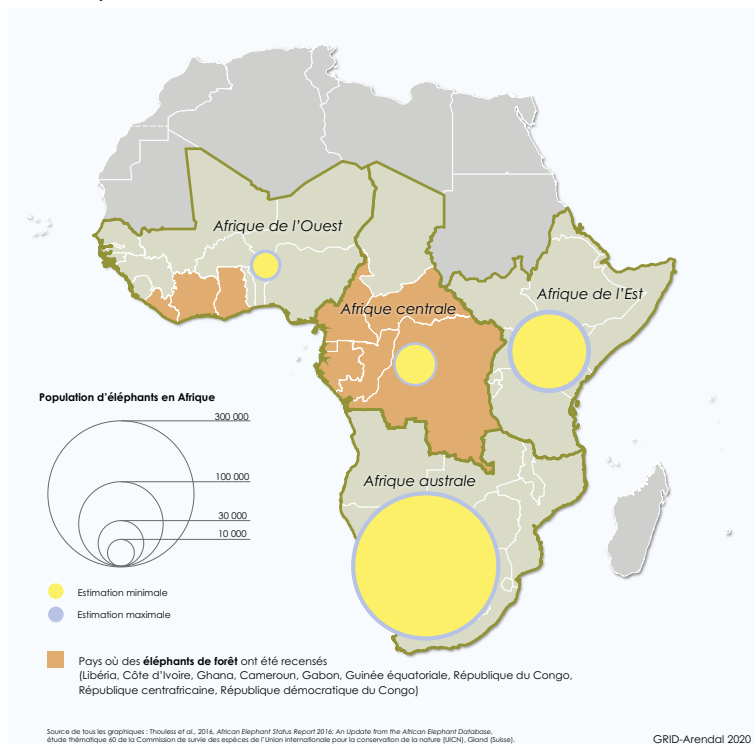 Afrique de l'Ouest
Afrique centrale
Afrique de l'Est
Afrique australe
Population d'éléphants en Afrique
300 000
100 000
30 000
10 000
Estimation minimale
Estimation maximale
Pays où des éléphants de forêt ont été recensés
(Libéria, Côte d'Ivoire, Ghana, Cameroun, Gabon, Guinée équatoriale, République du Congo,
République centrafricaine, République démocratique du Congo)
Source de tous les graphiques : Thouless et al., 2016, African Elephant Status Report 2016: An Update from the African Elephant Database,
étude thématique 60 de la Commission de survie des espèces de l'Union internationale pour la conservation de la nature (UICN), Gland (Suisse).
GRID-Arendal 2020